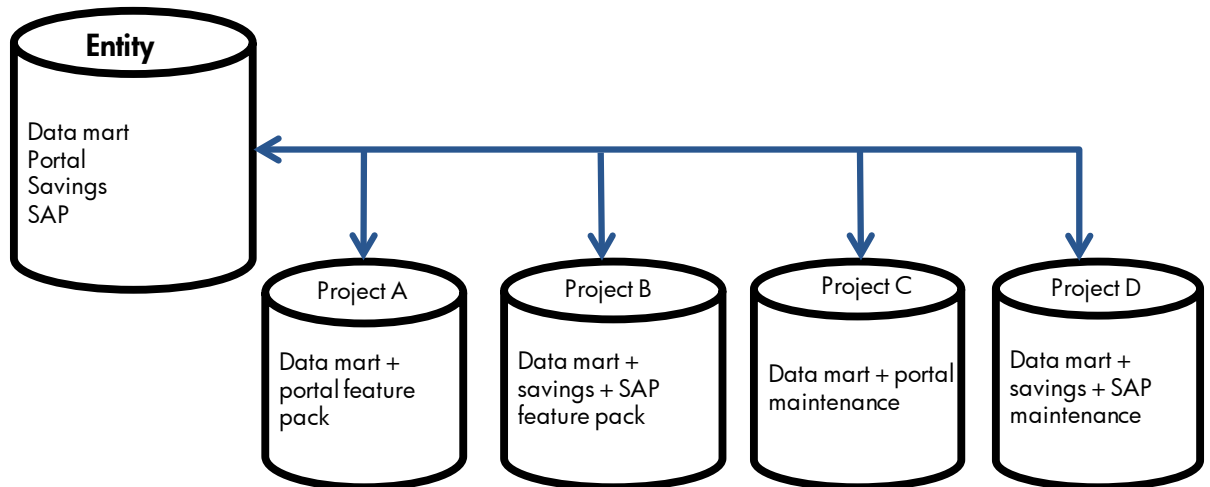 Entity
Data mart
Portal
Savings
SAP
Project A
Data mart +
portal feature
pack
Project B
Data mart +
savings + SAP
feature pack
Project C
Data mart + portal
maintenance
Project D
Data mart +
savings + SAP
maintenance